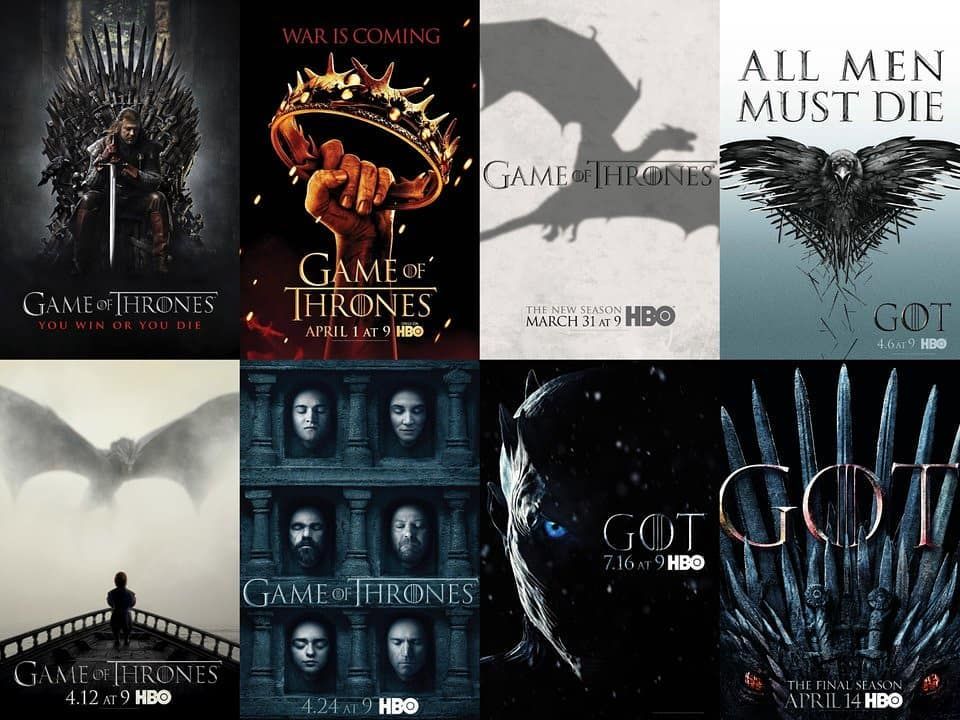 GAME OF THRONES
YOU WIN OR YOU DIE
WAR IS COMING
GAME OF
THRONES
APRIL 1 AT 9 HBO
GAME OF THRONES
THE NEW SEASON
MARCH 31 AT 9 HBO
ALL MEN
MUST DIE
GOT
4.6 AT 9 HBO
GAME OF THRONES
4.12 AT 9 HBO
GAME OF THRONES
4.24 AT 9 HBO
GOT
7.16 AT 9 HBO
GOT
THE FINAL SEASON
APRIL 14 HBO